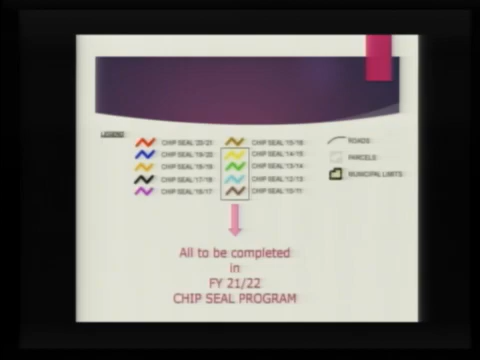 LEGEND
CHIP SEAL '20-21
CHIP SEAL '19-20
CHIP SEAL '18-19
CHIP SEAL '17-18
CHIP SEAL '16-17
CHIP SEAL '15-16
CHIP SEAL '14-15
CHIP SEAL '13-14
CHIP SEAL '12-13
CHIP SEAL '10-11
ROADS
PARCELS
MUNICIPAL LIMITS
All to be completed
in
FY 21/22
CHIP SEAL PROGRAM